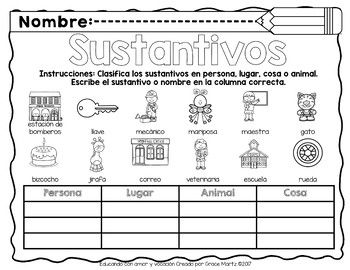 Nombre:
Sustantivos
Instrucciones: Clasifica los sustantivos en persona, lugar, cosa o animal.
Escribe el sustantivo o nombre en la columna correcta.
estación de bomberos llave mecánico mariposa maestra gato
bizcocho jirafa correo veterinaria escuela rueda
Persona Lugar Animal Cosa
Educando con amor y vocación Creado por Grace Martz ©2017